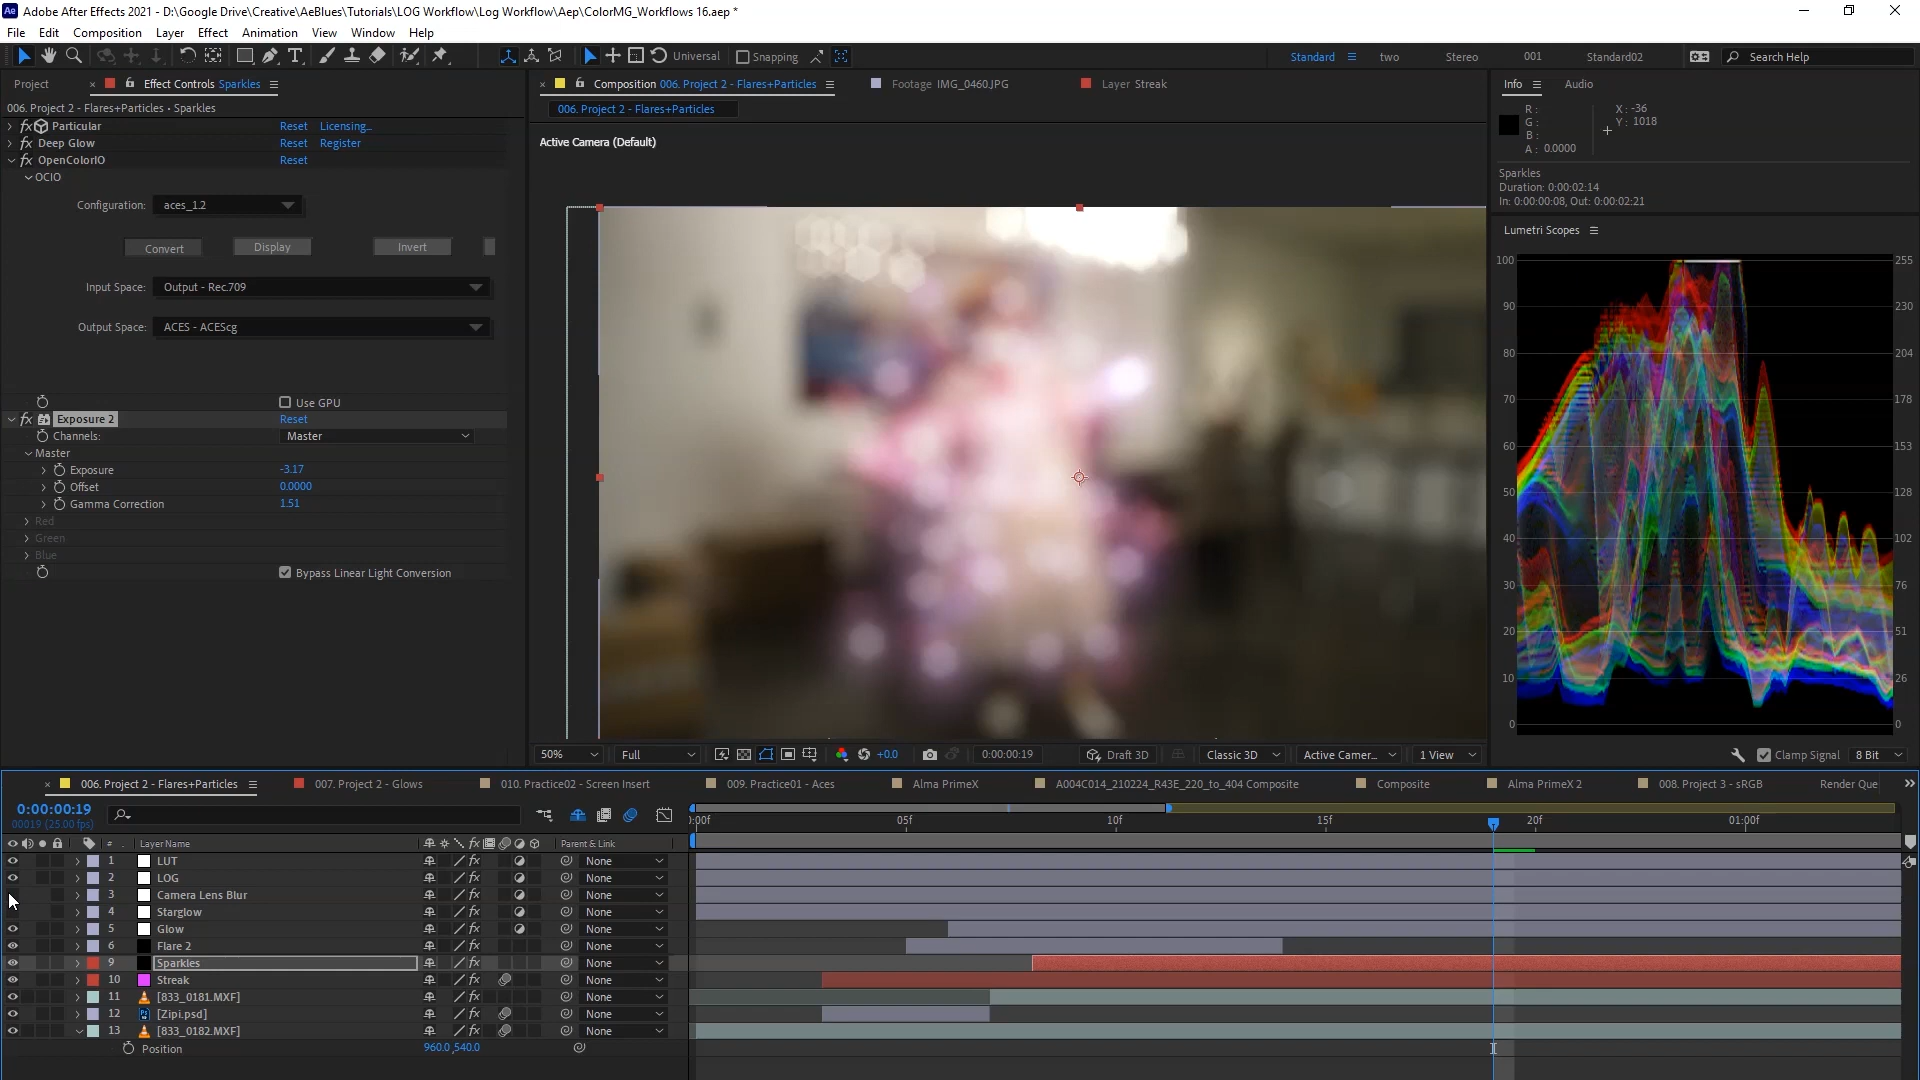 Adobe After Effects 2021 - D:\Google Drive\Creative\AeBlues\Tutorials\LOG Workflow\Log Workflow\Aep\ColorMG_Workflows 16.aep *
File Edit Composition Layer Effect Animation View Window Help
Universal Snapping Standard two Stereo 001 Standard02 Search Help
Project Effect Controls Sparkles
Composition 006. Project 2 - Flares+Particles Footage IMG_0460.JPG Layer Streak
Info Audio
006. Project 2 - Flares+Particles • Sparkles
006. Project 2 - Flares+Particles
Particular Reset Licensing...
Deep Glow Reset Register
OpenColorIO Reset
OCIO
Configuration: aces_1.2
Convert Display Invert
Input Space: Output - Rec.709
Output Space: ACES - ACEScg
Use GPU
Exposure 2 Reset
Channels: Master
Master
Exposure -3.17
Offset 0.0000
Gamma Correction 1.51
Red
Green
Blue
Bypass Linear Light Conversion
Active Camera (Default)
R: X: -36
G: Y: 1018
B:
A: 0.0000
Sparkles
Duration: 0:00:02:14
In: 0:00:00:08, Out: 0:00:02:21
Lumetri Scopes
100 255
90 230
80 204
70 178
60 153
50 128
40 102
30 76
20 51
10 26
0 0
50% Full +0.0 0:00:00:19 Draft 3D Classic 3D Active Camer... 1 View
Clamp Signal 8 Bit
006. Project 2 - Flares+Particles 007. Project 2 - Glows 010. Practice02 - Screen Insert 009. Practice01 - Aces Alma PrimeX A004C014_210224_R43E_220_to_404 Composite Composite Alma PrimeX 2 008. Project 3 - sRGB Render Que
0:00:00:19
00019 (25.00 fps)
:00f 05f 10f 15f 20f 01:00f
# Layer Name Parent & Link
1 LUT None
2 LOG None
3 Camera Lens Blur None
4 Starglow None
5 Glow None
6 Flare 2 None
9 Sparkles None
10 Streak None
11 [833_0181.MXF] None
12 [Zipi.psd] None
13 [833_0182.MXF] None
Position 960.0,540.0